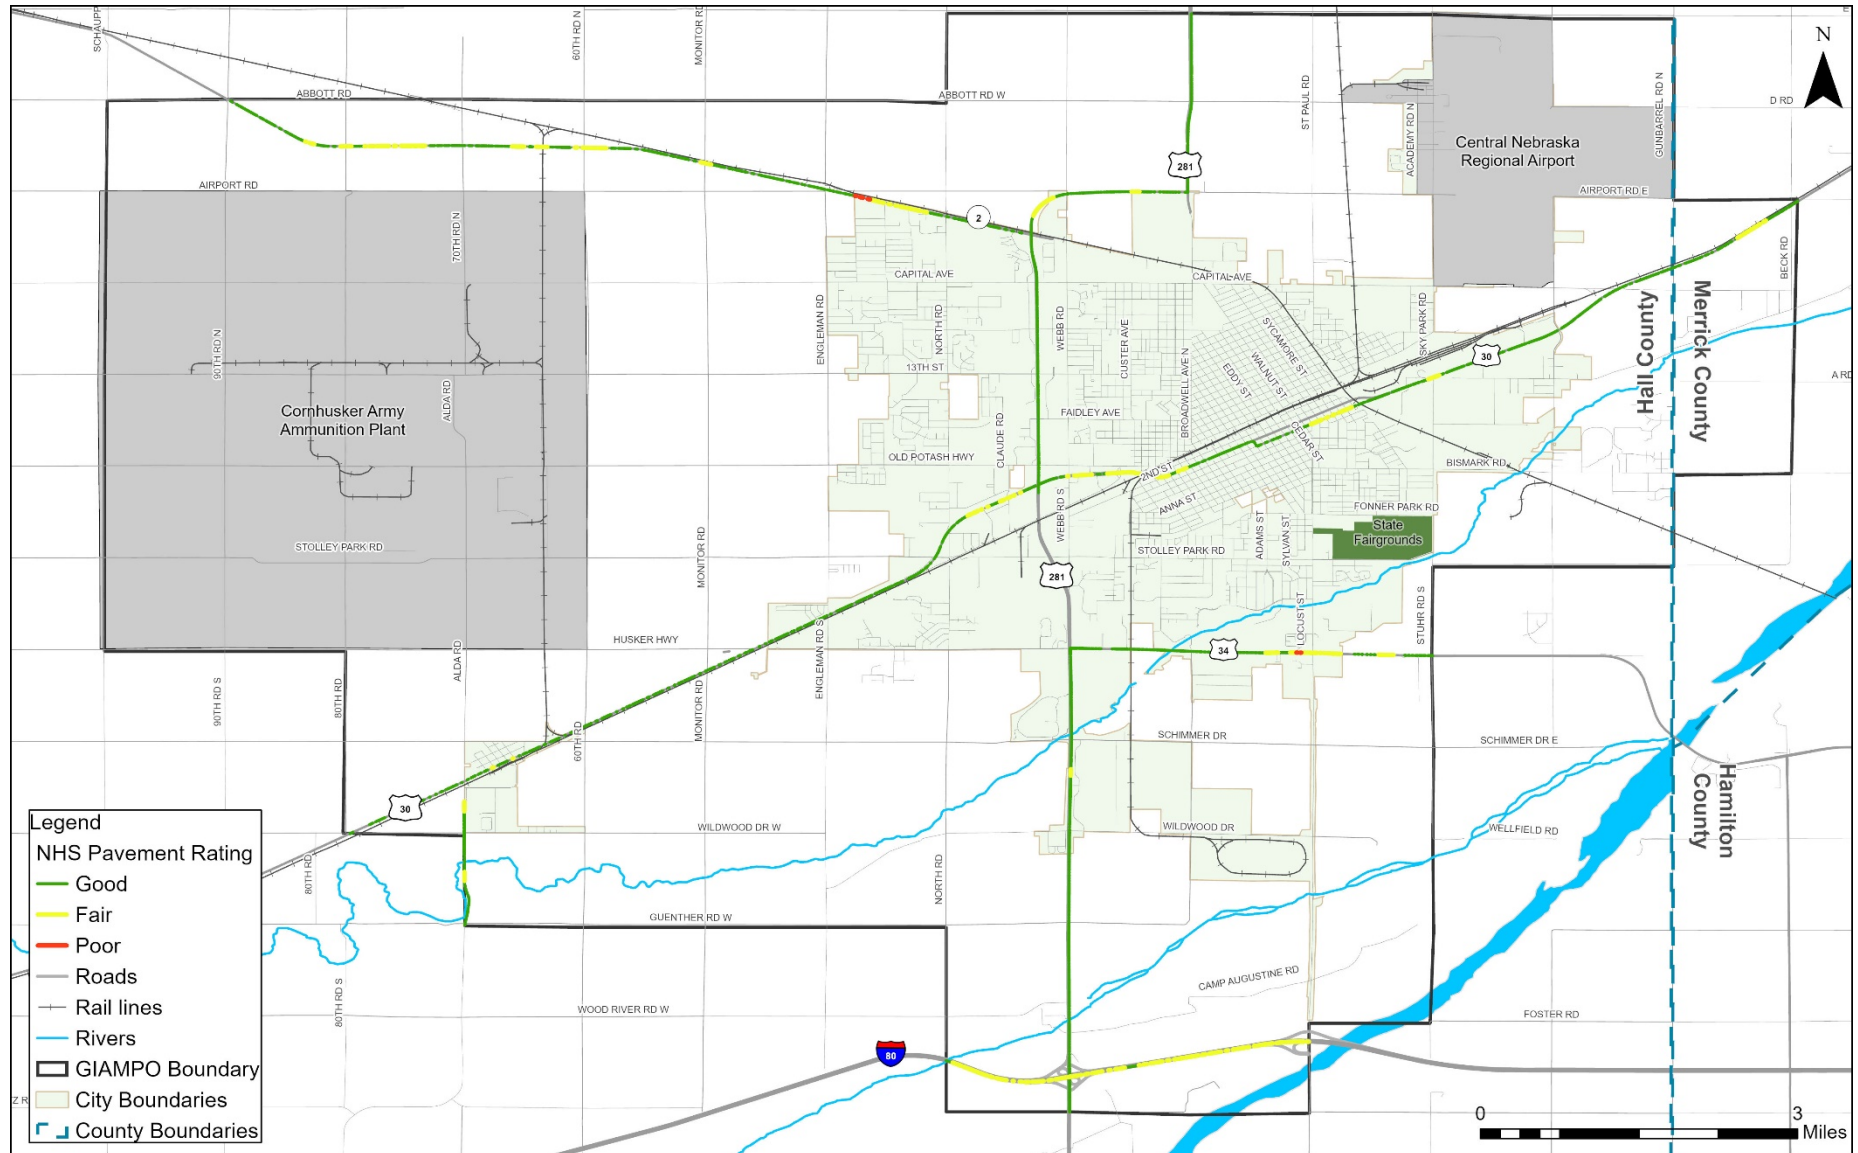 SCHAUPP
60TH RD N
MONITOR RD
N
ABBOTT RD
ABBOTT RD W
ST PAUL RD
ACADEMY RD N
GUNBARREL RD N
D RD
Central Nebraska
Regional Airport
281
AIRPORT RD
AIRPORT RD E
2
70TH RD N
CAPITAL AVE
CAPITAL AVE
BECK RD
ENGLEMAN RD
NORTH RD
WEBB RD
CUSTER AVE
SYCAMORE ST
SKY PARK RD
Hall County
Merrick County
90TH RD N
13TH ST
WALNUT ST
EDDY ST
30
A RD
ALDA RD
Cornhusker Army
Ammunition Plant
FAIDLEY AVE
BROADWELL AVE N
CLAUDE RD
CEDAR ST
OLD POTASH HWY
2ND ST
BISMARK RD
ANNA ST
FONNER PARK RD
WEBB RD S
ADAMS ST
SYLVAN ST
State
Fairgrounds
STOLLEY PARK RD
MONITOR RD
STOLLEY PARK RD
281
LOCUST ST
STUHR RD S
HUSKER HWY
ENGLEMAN RD S
34
ALDA RD
90TH RD S
80TH RD
MONITOR RD
60TH RD
SCHIMMER DR
SCHIMMER DR E
Hamilton
County
30
WILDWOOD DR W
WILDWOOD DR
WELLFIELD RD
80TH RD
NORTH RD
GUENTHER RD W
CAMP AUGUSTINE RD
80TH RD S
WOOD RIVER RD W
FOSTER RD
80
Legend
NHS Pavement Rating
Good
Fair
Poor
Roads
Rail lines
Rivers
GIAMPO Boundary
City Boundaries
County Boundaries
Z R
0 3
Miles